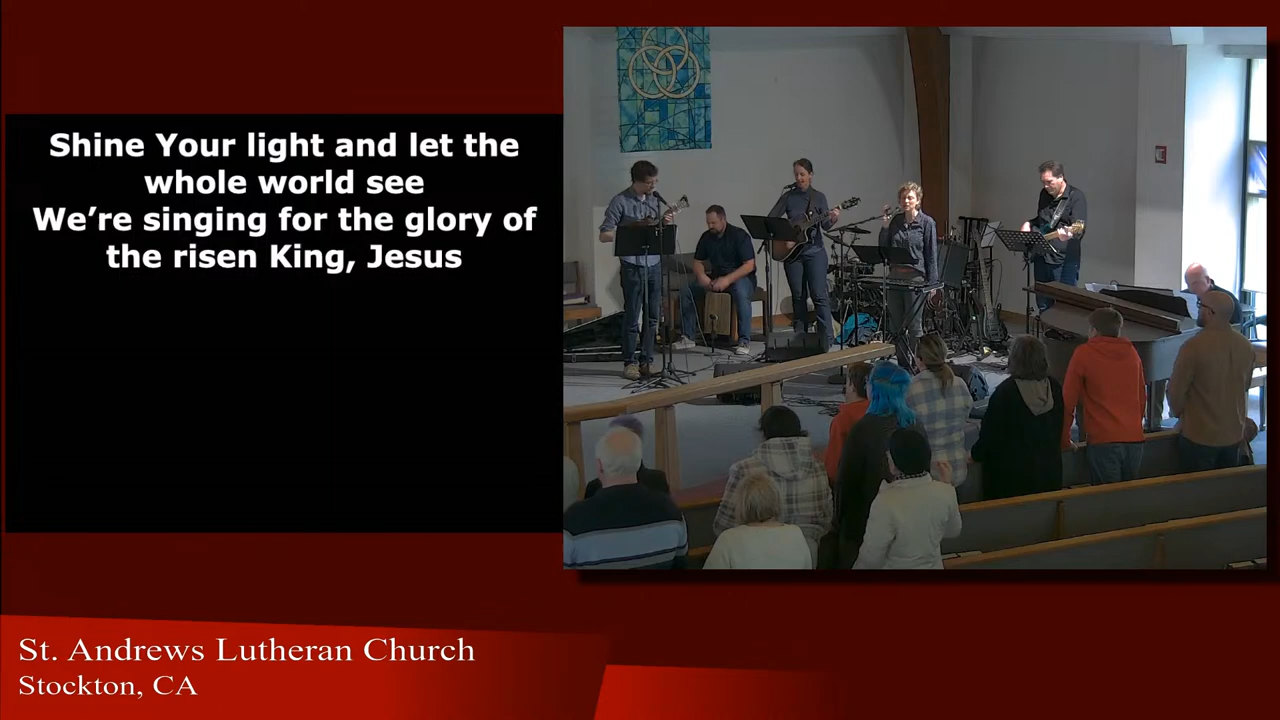 Shine Your light and let the
whole world see
We’re singing for the glory of
the risen King, Jesus
St. Andrews Lutheran Church
Stockton, CA